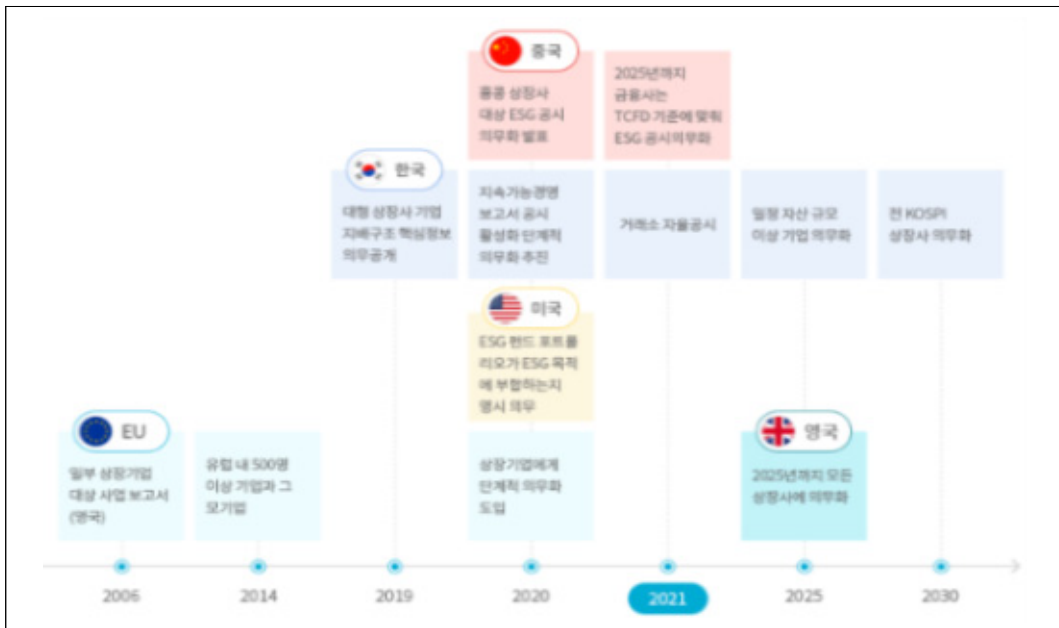 중국
홍콩 상장사
대상 ESG 공시
의무화 발표
2025년까지
금융사는
TCFD 기준에 맞춰
ESG 공시의무화
한국
대형 상장사 기업
지배구조 핵심정보
의무공개
지속가능경영
보고서 공시
활성화 단계적
의무화 추진
거래소 자율공시
일정 자산 규모
이상 기업 의무화
전 KOSPI
상장사 의무화
미국
ESG 펀드 포트폴
리오가 ESG 목적
에 부합하는지
명시 의무
EU
일부 상장기업
대상 사업 보고서
(영국)
유럽 내 500명
이상 기업과 그
모기업
상장기업에게
단계적 의무화
도입
영국
2025년까지 모든
상장사에 의무화
2006
2014
2019
2020
2021
2025
2030